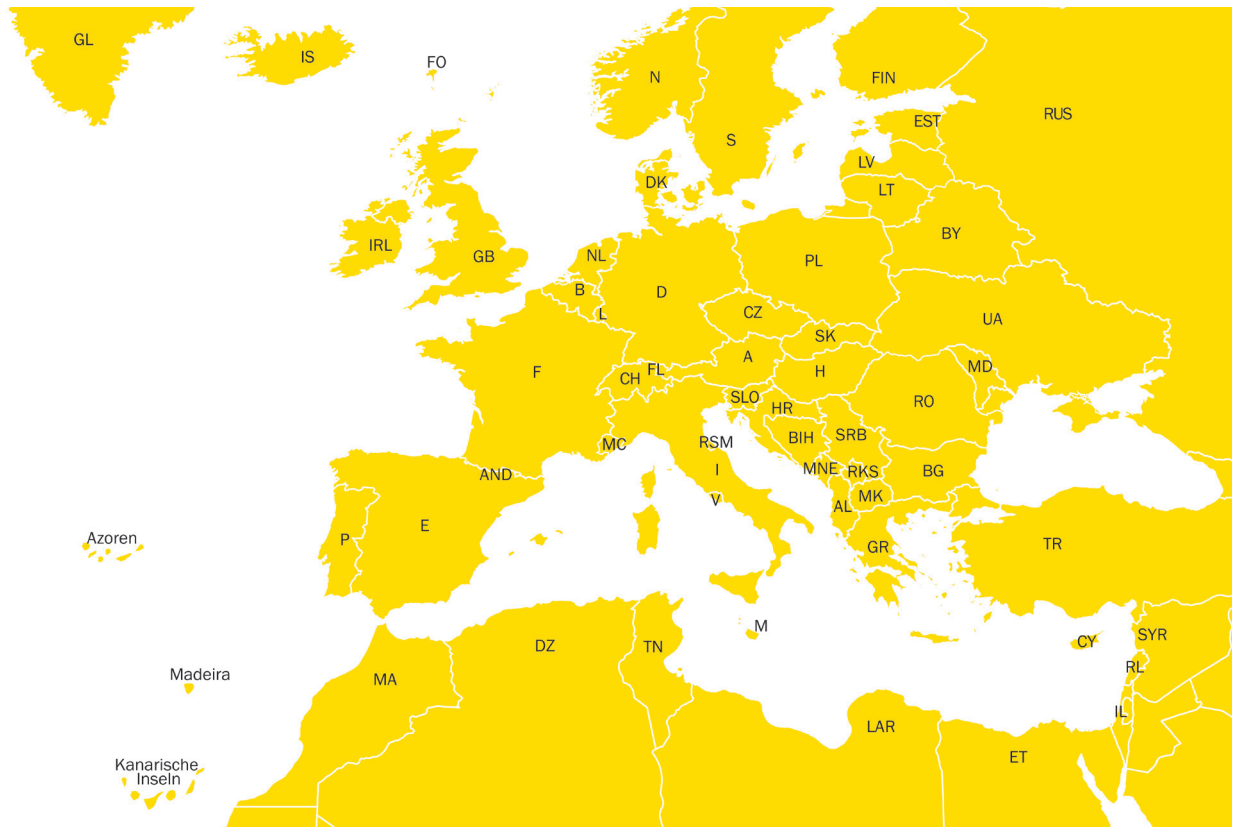 GL
IS
FO
N
FIN
RUS
EST
S
LV
DK
LT
BY
IRL
GB
NL
PL
B
D
L
CZ
UA
SK
A
FL
MD
F
CH
H
SLO
RO
HR
SRB
BIH
MC
RSM
MNE
RKS
BG
AND
I
V
MK
AL
E
P
Azoren
GR
TR
M
CY
SYR
DZ
TN
RL
Madeira
MA
IL
LAR
ET
Kanarische
Inseln